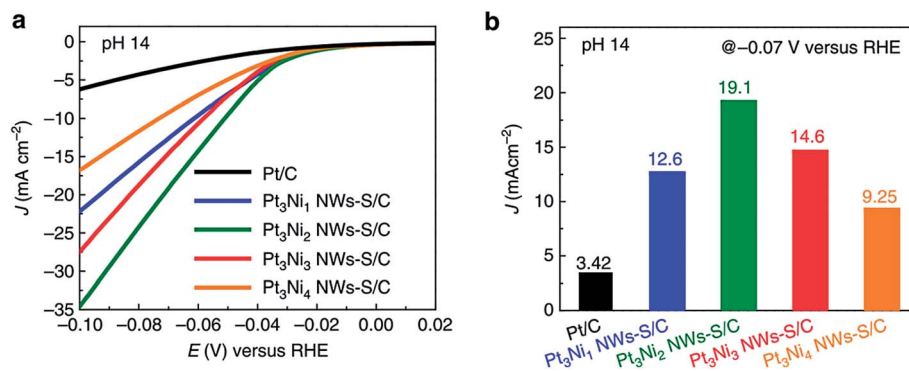 a
pH 14
0
−5
−10
−15
−20
−25
−30
−35
J (mA cm⁻²)
Pt/C
Pt₃Ni₁ NWs-S/C
Pt₃Ni₂ NWs-S/C
Pt₃Ni₃ NWs-S/C
Pt₃Ni₄ NWs-S/C
−0.10 −0.08 −0.06 −0.04 −0.02 0.00 0.02
E (V) versus RHE
b
pH 14 @−0.07 V versus RHE
25
20
15
10
5
0
J (mAcm⁻²)
3.42
12.6
19.1
14.6
9.25
Pt/C
Pt₃Ni₁ NWs-S/C
Pt₃Ni₂ NWs-S/C
Pt₃Ni₃ NWs-S/C
Pt₃Ni₄ NWs-S/C